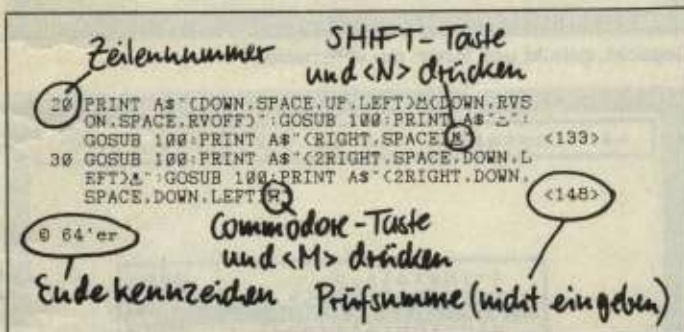 Zeilennummer
SHIFT-Taste
und <N> drücken
20 PRINT A$"(DOWN.SPACE.UP.LEFT)M(DOWN.RVS
ON.SPACE.RVOFF)":GOSUB 100:PRINT A$"-":
GOSUB 100:PRINT A$"(RIGHT.SPACE)N" <133>
30 GOSUB 100:PRINT A$"(2RIGHT.SPACE.DOWN.L
EFT)":GOSUB 100:PRINT A$"(2RIGHT.DOWN.
SPACE.DOWN.LEFT)M" <148>
@ 64'er
Commodore-Taste
und <M> drücken
Endekennzeichen
Prüfsumme (nicht eingeben)